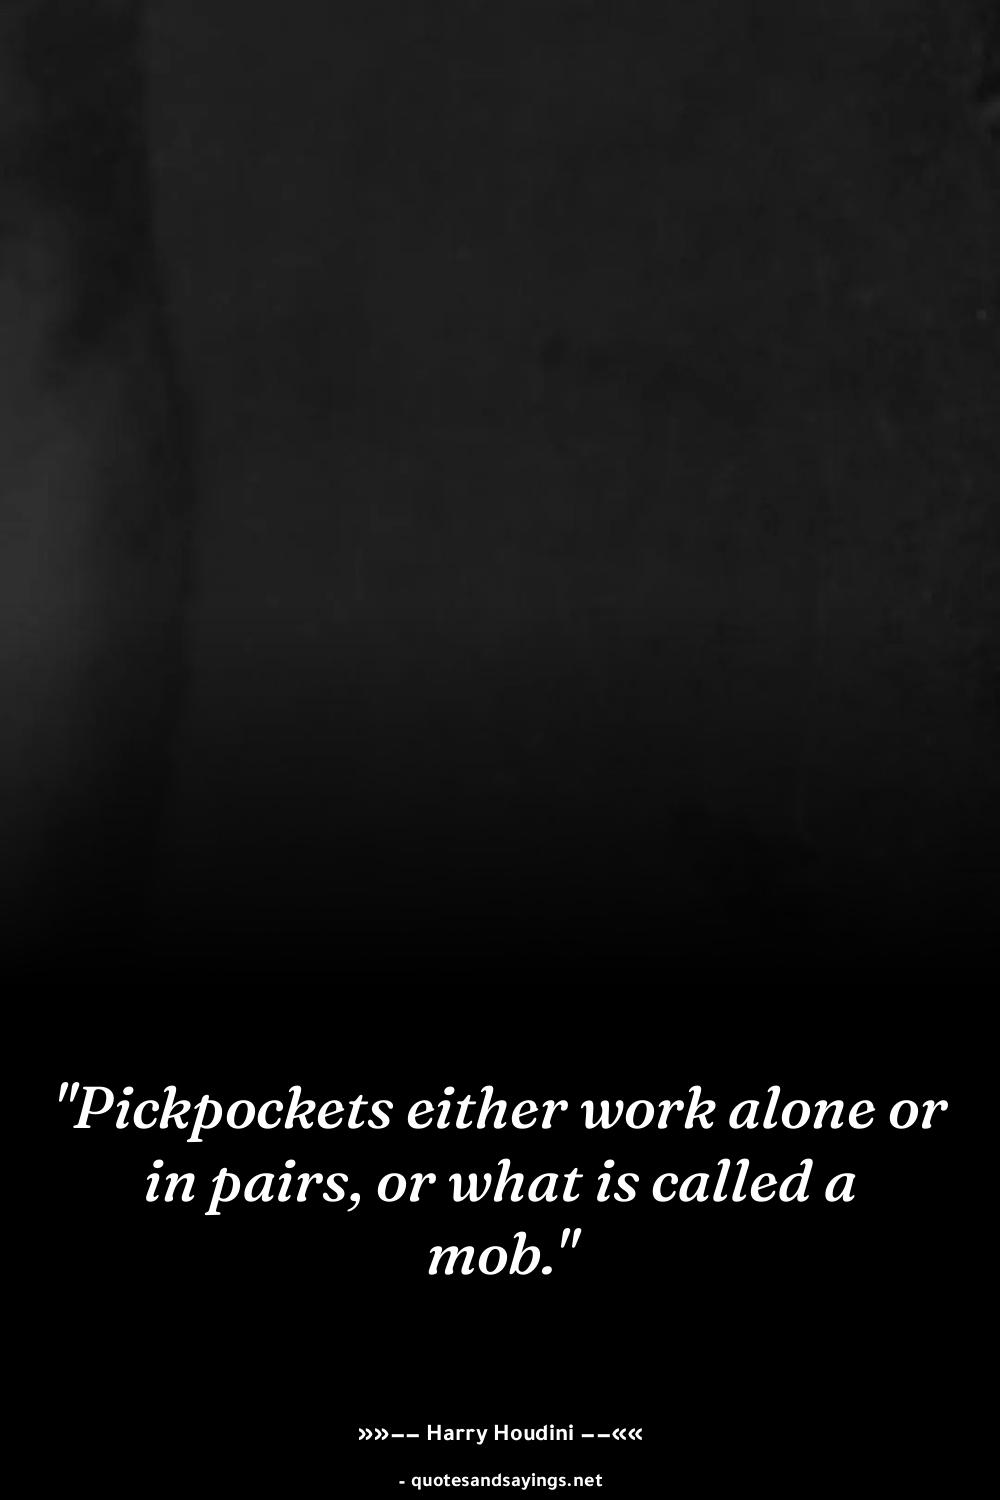 "Pickpockets either work alone or
in pairs, or what is called a
mob."
»»–– Harry Houdini ––««
- quotesandsayings.net